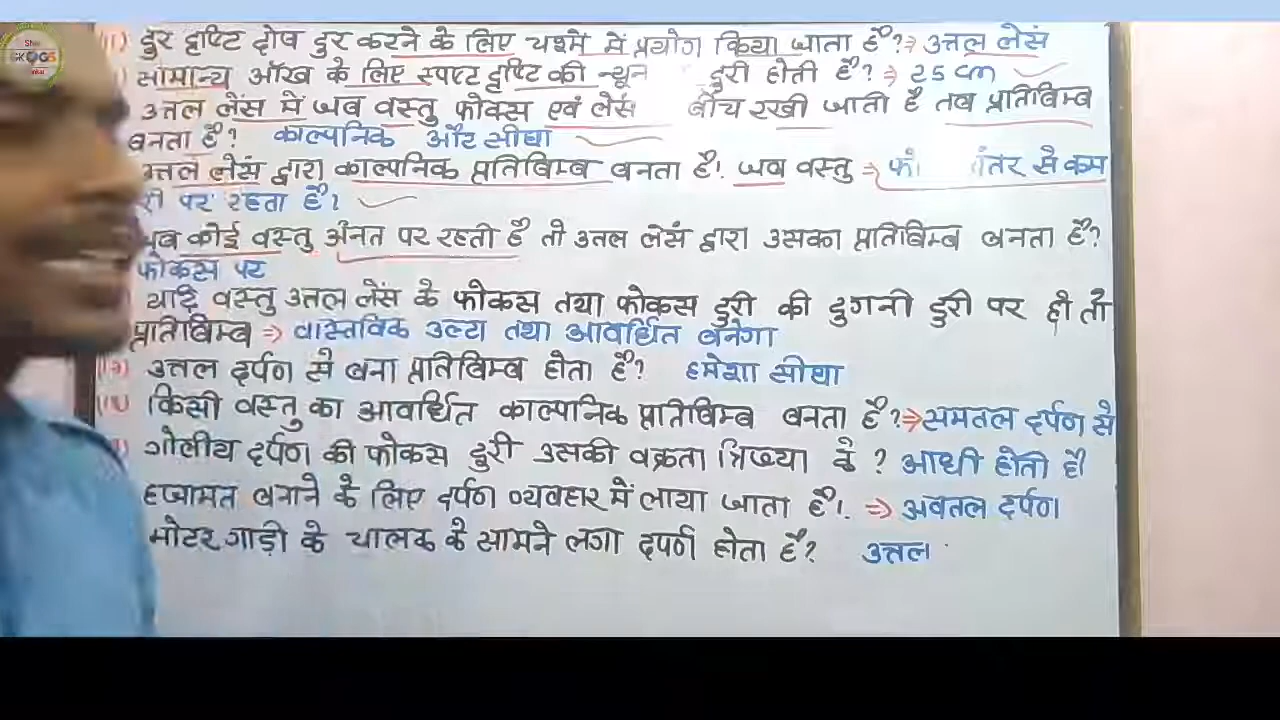 दुर दृष्टि दोष दुर करने के लिए चश्में में प्रयोग किया जाता है? ⇒ उत्तल लेंस
सामान्य आँख के लिए स्पष्ट दृष्टि की न्यून दुरी होती है? ⇒ 25 cm
उत्तल लेंस में जब वस्तु फोकस एवं लेंस बीच रखी जाती है तब प्रतिबिम्ब
बनता है? काल्पनिक और सीधा
उत्तल लेंस द्वारा काल्पनिक प्रतिबिम्ब बनता है। जब वस्तु ⇒ से कम
पर रहता है?
जब कोई वस्तु अंनत पर रहती है तो उत्तल लेंस द्वारा उसका प्रतिबिम्ब बनता है?
फोकस पर
यदि वस्तु उत्तल लेंस के फोकस तथा फोकस दुरी की दुगनी दुरी पर हो तो
प्रतिबिम्ब ⇒ वास्तविक उल्टा तथा आवर्धित बनेगा
उत्तल दर्पण से बना प्रतिबिम्ब होता है? हमेशा सीधा
किसी वस्तु का आवर्धित काल्पनिक प्रतिबिम्ब बनता है? ⇒ समतल दर्पण से
गोलीय दर्पण की फोकस दुरी उसकी वक्रता त्रिज्या के ? आधी होती है
हजामत बनाने के लिए दर्पण व्यवहार में लाया जाता है।. ⇒ अवतल दर्पण
मोटर गाड़ी के चालक के सामने लगा दर्पण होता है? उत्तल